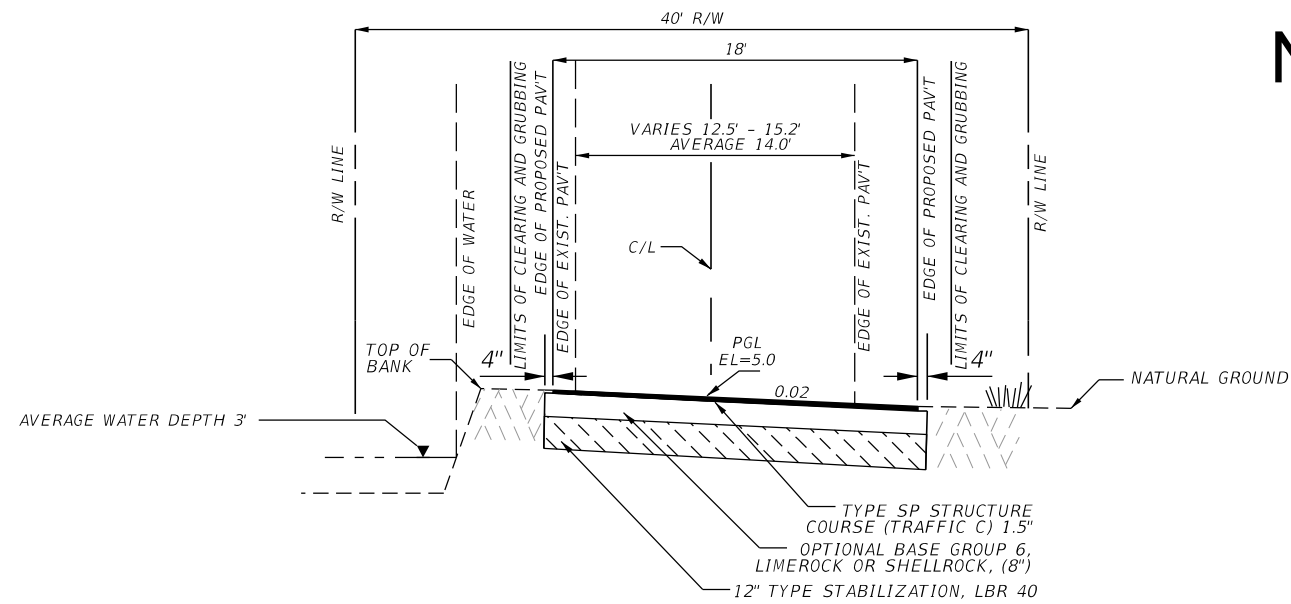 40' R/W
18'
VARIES 12.5' - 15.2'
AVERAGE 14.0'
R/W LINE
EDGE OF WATER
LIMITS OF CLEARING AND GRUBBING
EDGE OF PROPOSED PAV'T
EDGE OF EXIST. PAV'T
C/L
EDGE OF EXIST. PAV'T
EDGE OF PROPOSED PAV'T
LIMITS OF CLEARING AND GRUBBING
R/W LINE
TOP OF
BANK
4"
PGL
EL=5.0
0.02
4"
NATURAL GROUND
AVERAGE WATER DEPTH 3'
TYPE SP STRUCTURE
COURSE (TRAFFIC C) 1.5"
OPTIONAL BASE GROUP 6,
LIMEROCK OR SHELLROCK, (8")
12" TYPE STABILIZATION, LBR 40